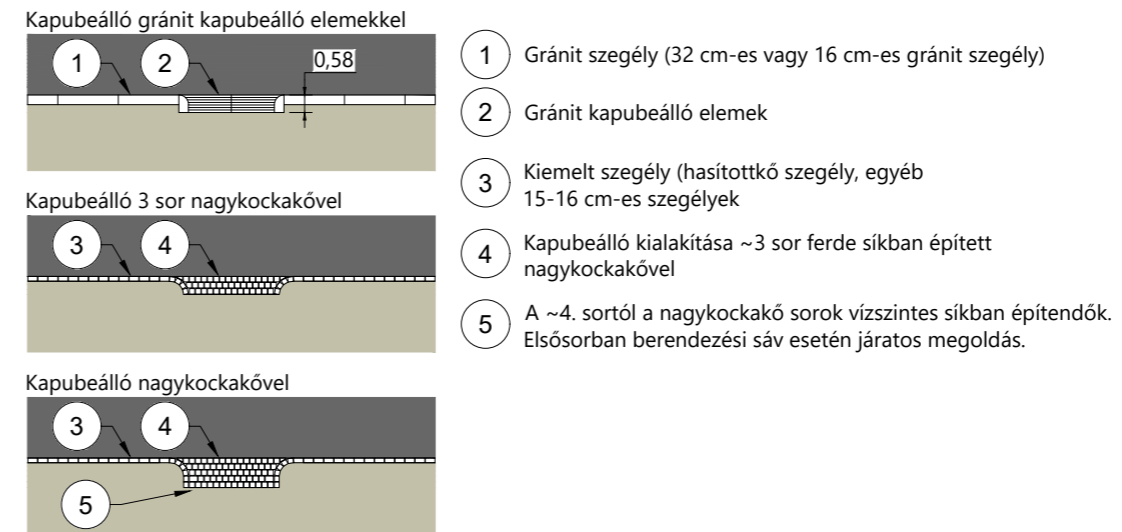 Kapubeálló gránit kapubeálló elemekkel
1
2
0,58
Kapubeálló 3 sor nagykockakővel
3
4
Kapubeálló nagykockakővel
3
4
5
1 Gránit szegély (32 cm-es vagy 16 cm-es gránit szegély)
2 Gránit kapubeálló elemek
3 Kiemelt szegély (hasítottkő szegély, egyéb
15-16 cm-es szegélyek
4 Kapubeálló kialakítása ~3 sor ferde síkban épített
nagykockakővel
5 A ~4. sortól a nagykockakő sorok vízszintes síkban építendők.
Elsősorban berendezési sáv esetén járatos megoldás.